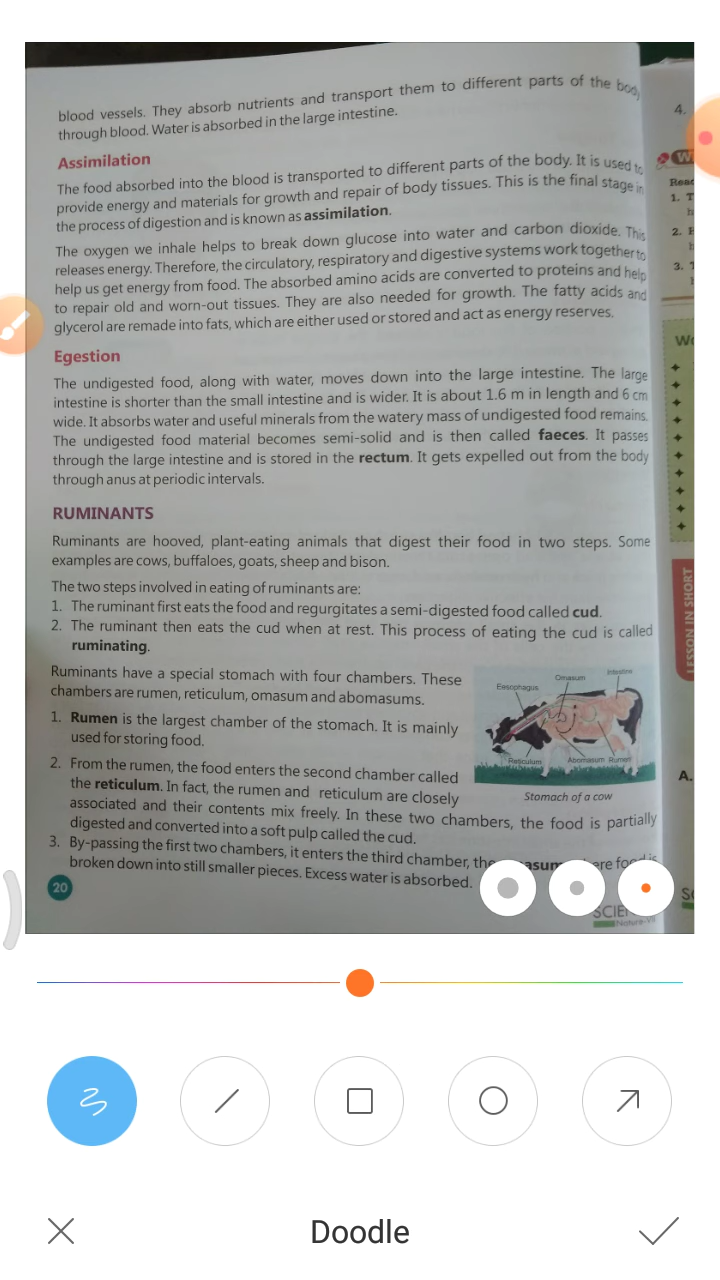 blood vessels. They absorb nutrients and transport them to different parts of the body
through blood. Water is absorbed in the large intestine.
Assimilation
The food absorbed into the blood is transported to different parts of the body. It is used to
provide energy and materials for growth and repair of body tissues. This is the final stage in
the process of digestion and is known as assimilation.
The oxygen we inhale helps to break down glucose into water and carbon dioxide. This
releases energy. Therefore, the circulatory, respiratory and digestive systems work together to
help us get energy from food. The absorbed amino acids are converted to proteins and help
to repair old and worn-out tissues. They are also needed for growth. The fatty acids and
glycerol are remade into fats, which are either used or stored and act as energy reserves.
Egestion
The undigested food, along with water, moves down into the large intestine. The large
intestine is shorter than the small intestine and is wider. It is about 1.6 m in length and 6 cm
wide. It absorbs water and useful minerals from the watery mass of undigested food remains.
The undigested food material becomes semi-solid and is then called faeces. It passes
through the large intestine and is stored in the rectum. It gets expelled out from the body
through anus at periodic intervals.
RUMINANTS
Ruminants are hooved, plant-eating animals that digest their food in two steps. Some
examples are cows, buffaloes, goats, sheep and bison.
The two steps involved in eating of ruminants are:
1. The ruminant first eats the food and regurgitates a semi-digested food called cud.
2. The ruminant then eats the cud when at rest. This process of eating the cud is called
ruminating.
Ruminants have a special stomach with four chambers. These
chambers are rumen, reticulum, omasum and abomasums.
1. Rumen is the largest chamber of the stomach. It is mainly
used for storing food.
2. From the rumen, the food enters the second chamber called
the reticulum. In fact, the rumen and reticulum are closely
associated and their contents mix freely. In these two chambers, the food is partially
digested and converted into a soft pulp called the cud.
3. By-passing the first two chambers, it enters the third chamber, the
broken down into still smaller pieces. Excess water is absorbed.
Eesophagus
Omasum
Intestine
Reticulum
Abomasum
Rumen
Stomach of a cow
20
4.
W
Read
1. T
2.
3.
Wo
LESSON IN SHORT
A.
Doodle